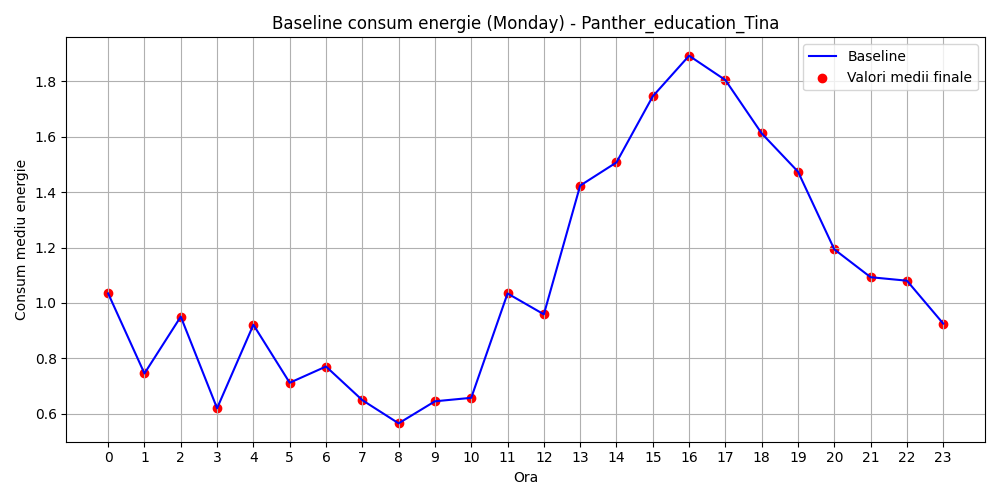 Baseline consum energie (Monday) - Panther_education_Tina
Baseline
Valori medii finale
Consum mediu energie
1.8
1.6
1.4
1.2
1.0
0.8
0.6
0 1 2 3 4 5 6 7 8 9 10 11 12 13 14 15 16 17 18 19 20 21 22 23
Ora